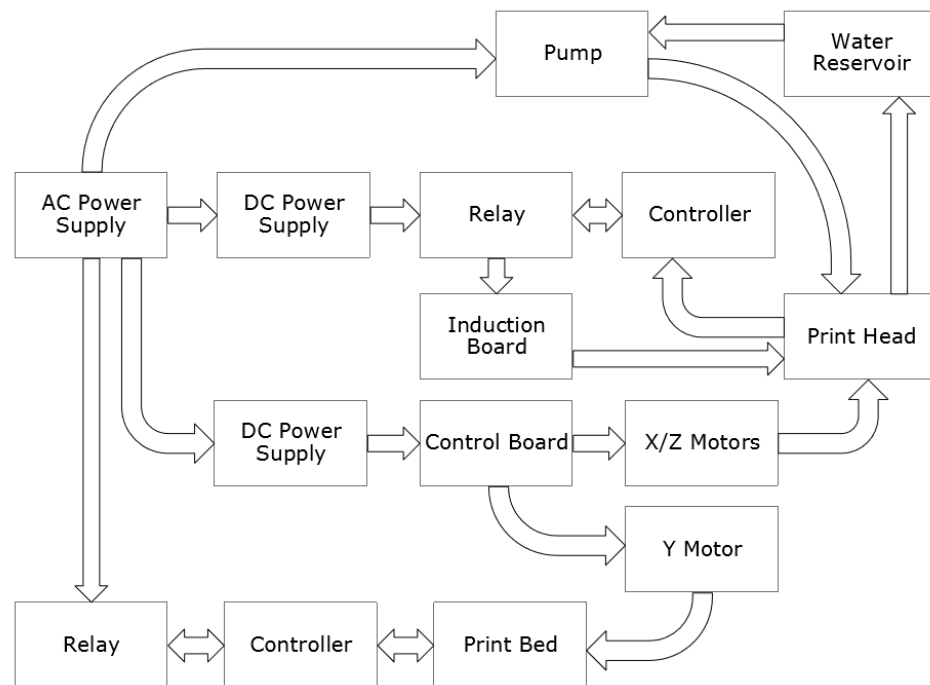 Pump
Water
Reservoir
AC Power
Supply
DC Power
Supply
Relay
Controller
Induction
Board
Print Head
DC Power
Supply
Control Board
X/Z Motors
Y Motor
Relay
Controller
Print Bed